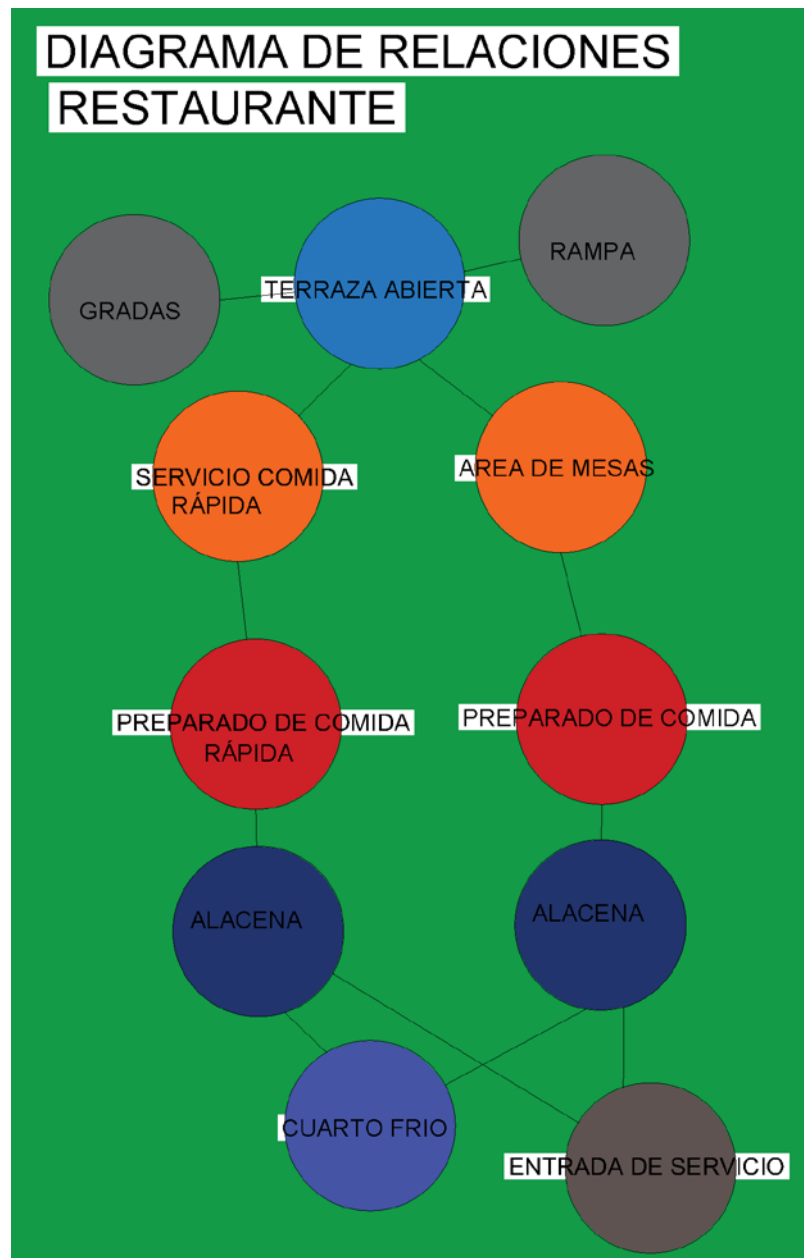 DIAGRAMA DE RELACIONES
RESTAURANTE
RAMPA
TERRAZA ABIERTA
GRADAS
SERVICIO COMIDA
RÁPIDA
AREA DE MESAS
PREPARADO DE COMIDA
RÁPIDA
PREPARADO DE COMIDA
ALACENA
ALACENA
CUARTO FRIO
ENTRADA DE SERVICIO